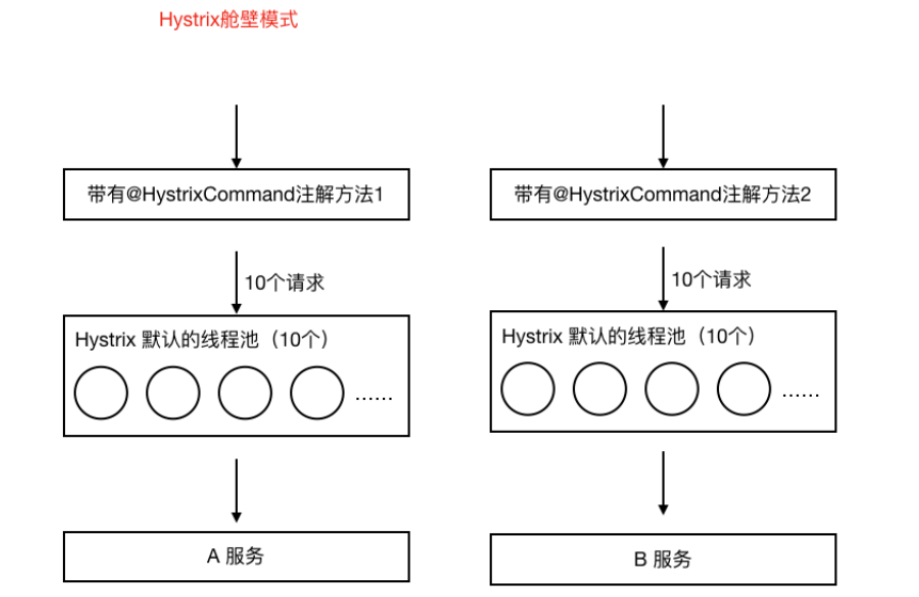 Hystrix舱壁模式
带有@HystrixCommand注解方法1
带有@HystrixCommand注解方法2
10个请求
10个请求
Hystrix 默认的线程池（10个）
Hystrix 默认的线程池（10个）
……
……
A 服务
B 服务